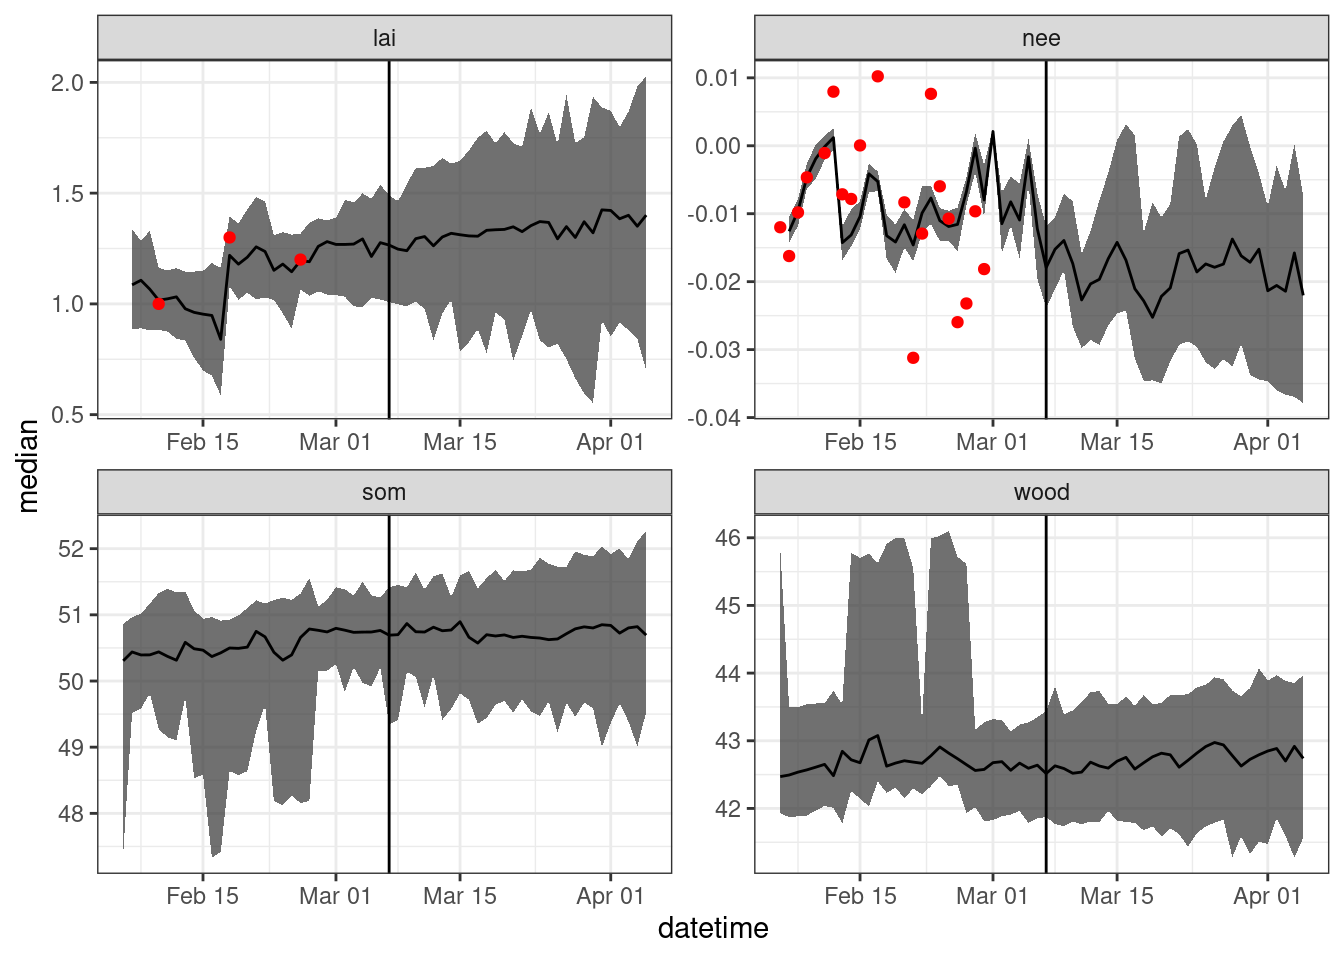 lai
nee
2.0
1.5
1.0
0.5
0.01
0.00
-0.01
-0.02
-0.03
-0.04
Feb 15 Mar 01 Mar 15 Apr 01
Feb 15 Mar 01 Mar 15 Apr 01
median
som
wood
52
51
50
49
48
46
45
44
43
42
Feb 15 Mar 01 Mar 15 Apr 01
Feb 15 Mar 01 Mar 15 Apr 01
datetime